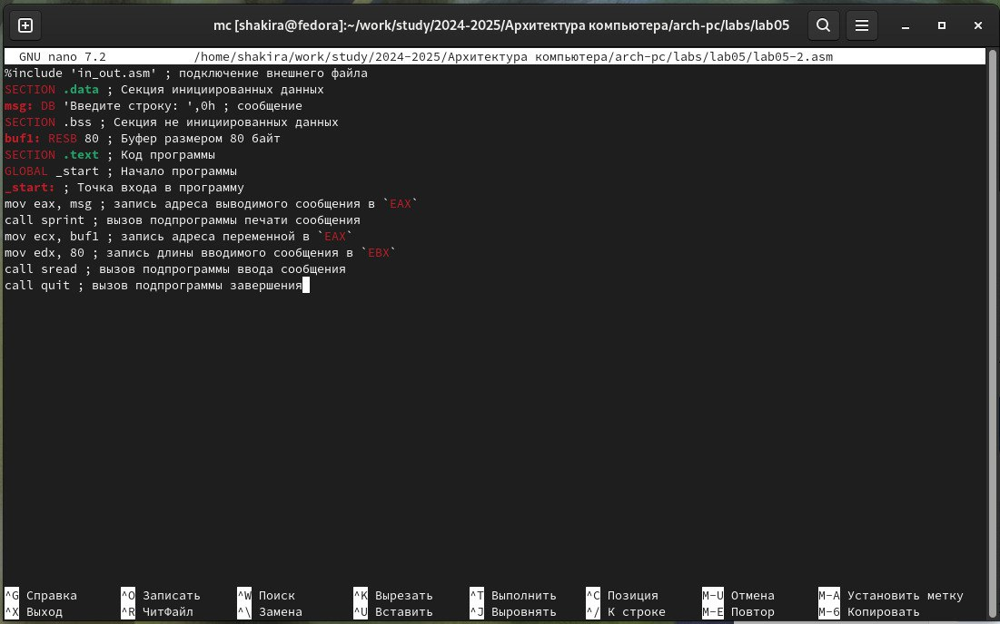 mc [shakira@fedora]:~/work/study/2024-2025/Архитектура компьютера/arch-pc/labs/lab05
GNU nano 7.2 /home/shakira/work/study/2024-2025/Архитектура компьютера/arch-pc/labs/lab05/lab05-2.asm
%include 'in_out.asm' ; подключение внешнего файла
SECTION .data ; Секция инициированных данных
msg: DB 'Введите строку: ',0h ; сообщение
SECTION .bss ; Секция не инициированных данных
buf1: RESB 80 ; Буфер размером 80 байт
SECTION .text ; Код программы
GLOBAL _start ; Начало программы
_start: ; Точка входа в программу
mov eax, msg ; запись адреса выводимого сообщения в `EAX`
call sprint ; вызов подпрограммы печати сообщения
mov ecx, buf1 ; запись адреса переменной в `EAX`
mov edx, 80 ; запись длины вводимого сообщения в `EBX`
call sread ; вызов подпрограммы ввода сообщения
call quit ; вызов подпрограммы завершения
^G Справка ^O Записать ^W Поиск ^K Вырезать ^T Выполнить ^C Позиция M-U Отмена M-A Установить метку
^X Выход ^R ЧитФайл ^\ Замена ^U Вставить ^J Выровнять ^/ К строке M-E Повтор M-6 Копировать